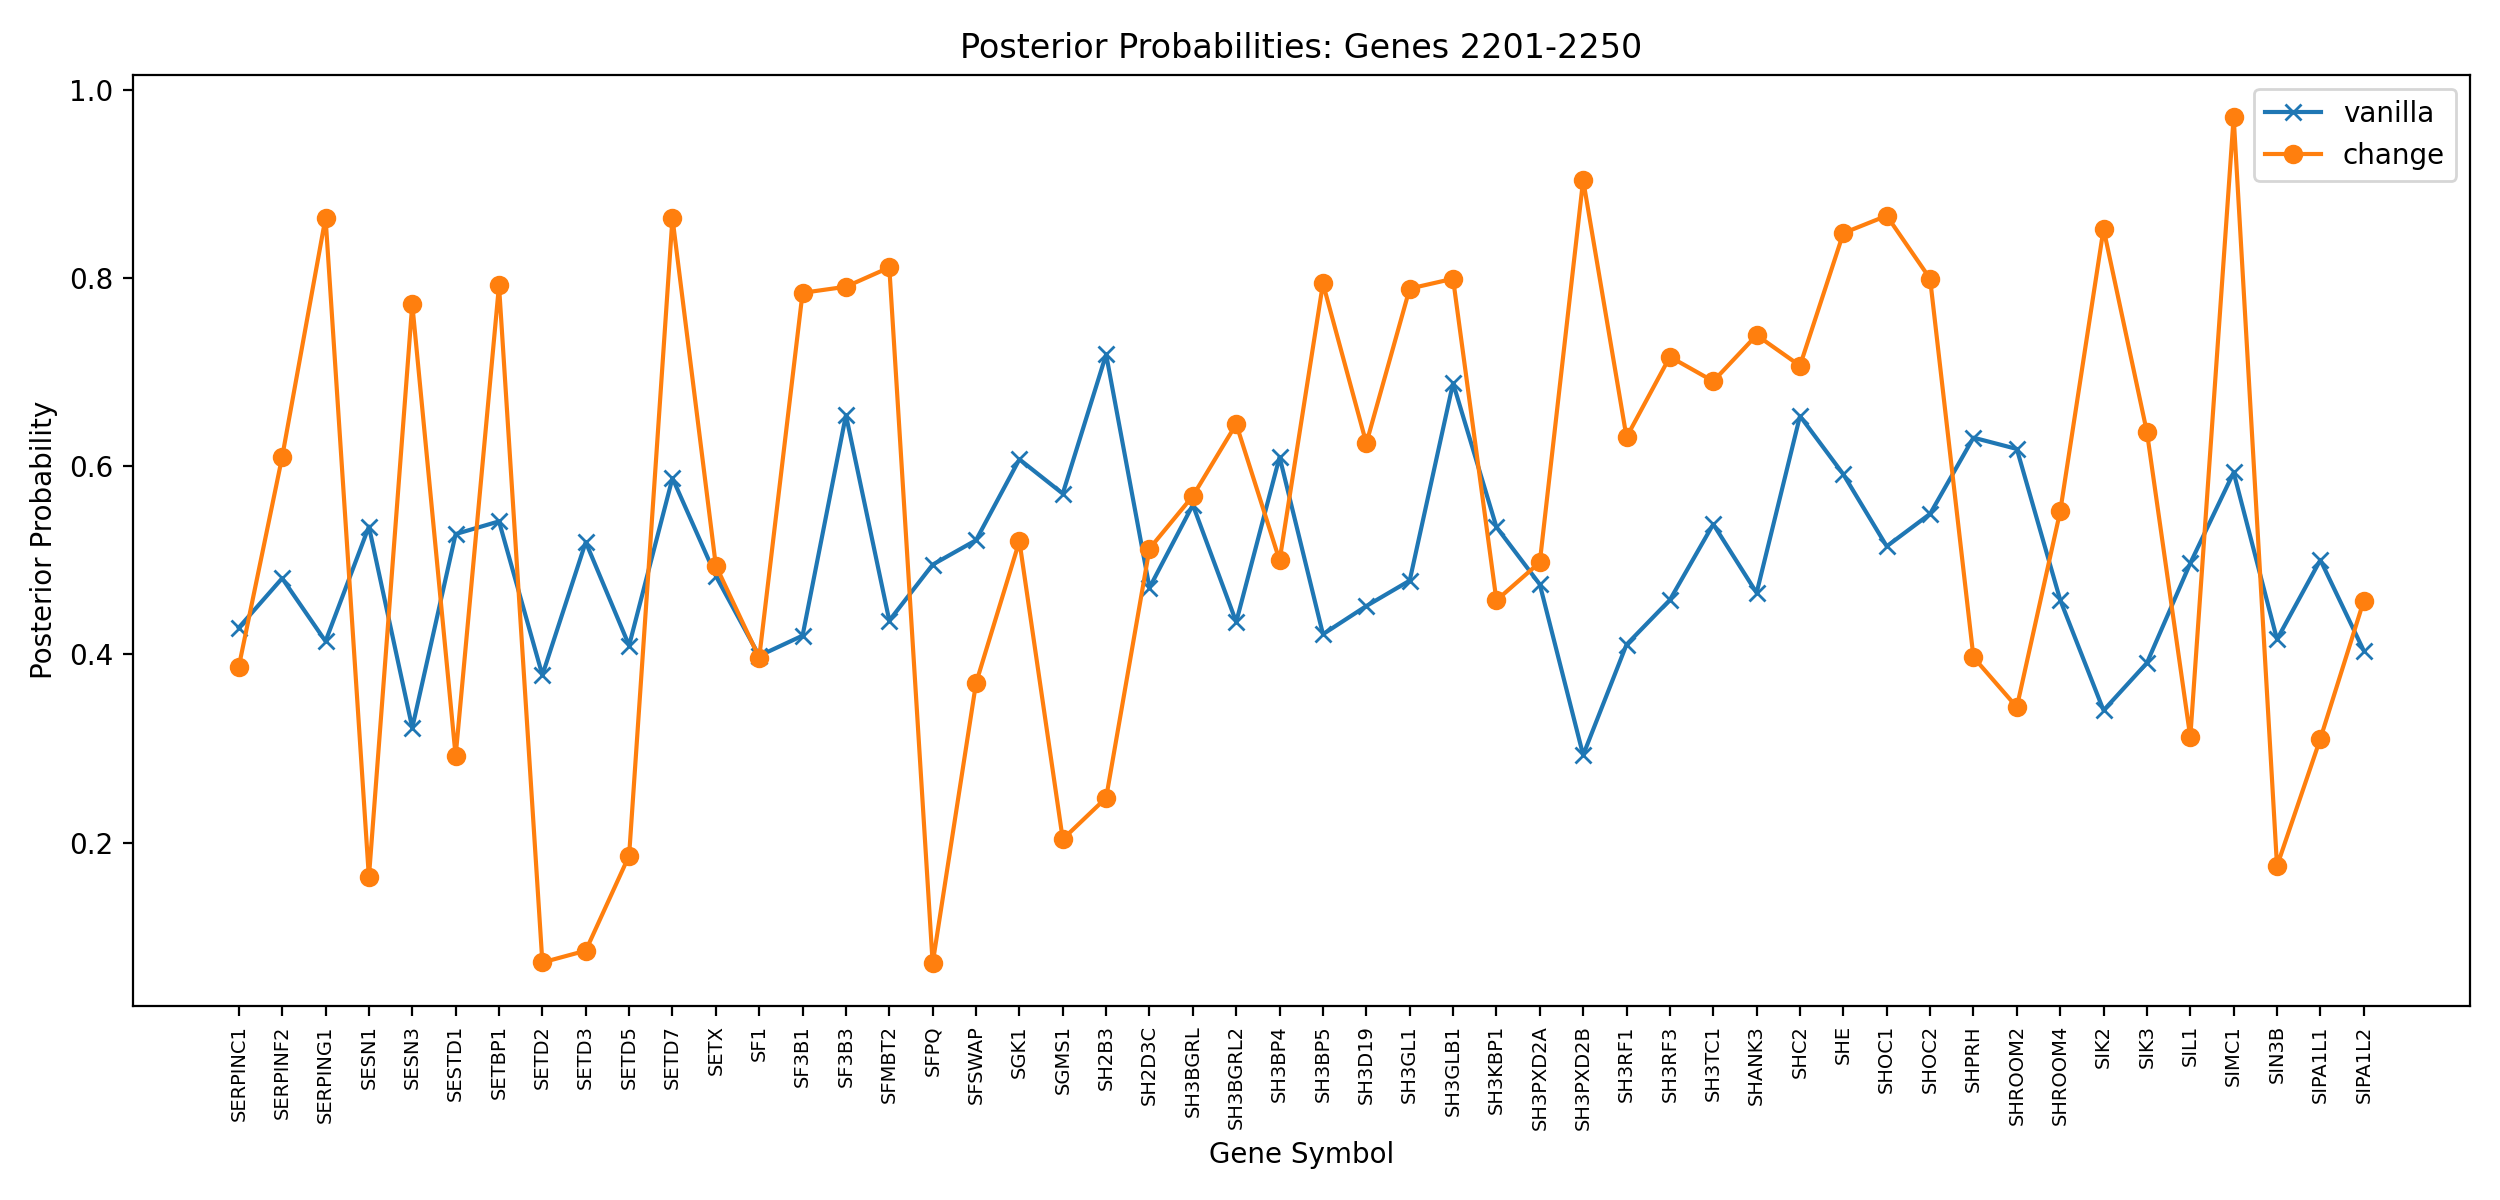 Posterior Probabilities: Genes 2201-2250
1.0
0.8
0.6
0.4
0.2
Posterior Probability
vanilla
change
SERPINC1
SERPINF2
SERPING1
SESN1
SESN3
SESTD1
SETBP1
SETD2
SETD3
SETD5
SETD7
SETX
SF1
SF3B1
SF3B3
SFMBT2
SFPQ
SFSWAP
SGK1
SGMS1
SH2B3
SH2D3C
SH3BGRL
SH3BGRL2
SH3BP4
SH3BP5
SH3D19
SH3GL1
SH3GLB1
SH3KBP1
SH3PXD2A
SH3PXD2B
SH3RF1
SH3RF3
SH3TC1
SHANK3
SHC2
SHE
SHOC1
SHOC2
SHPRH
SHROOM2
SHROOM4
SIK2
SIK3
SIL1
SIMC1
SIN3B
SIPA1L1
SIPA1L2
Gene Symbol